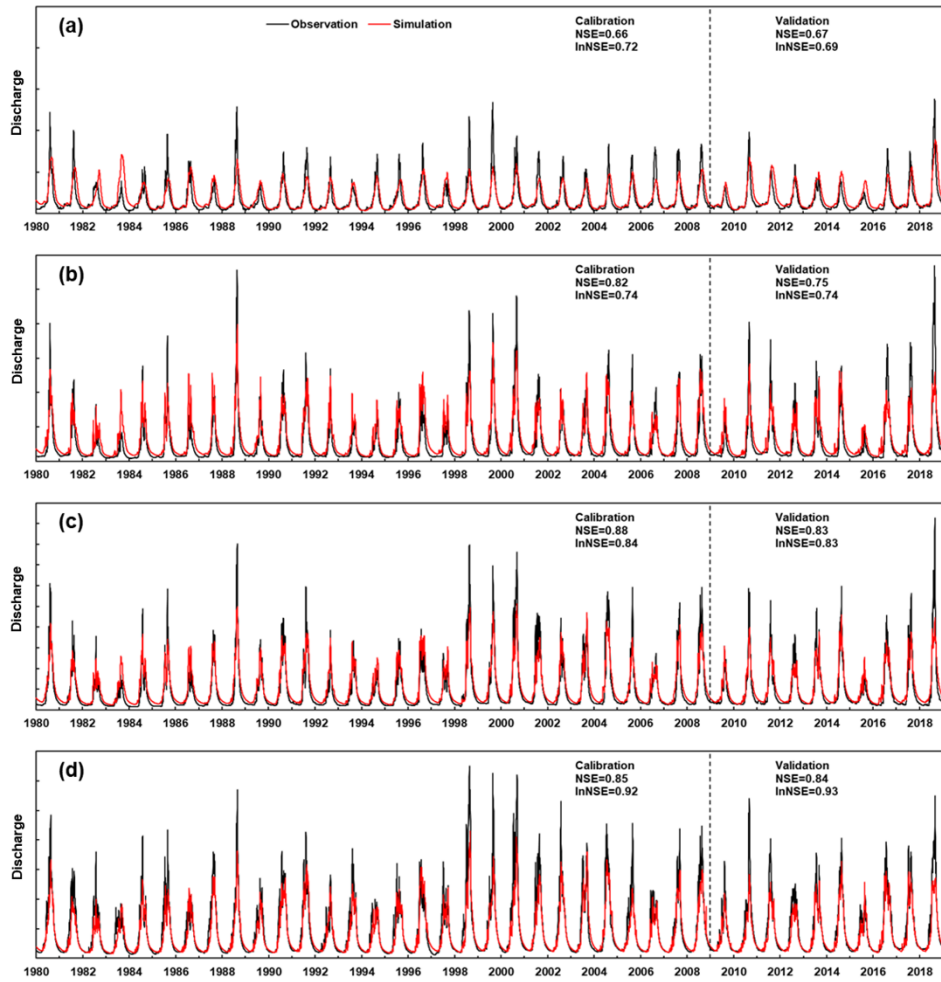 (a)
Observation Simulation
Calibration
NSE=0.66
lnNSE=0.72
Validation
NSE=0.67
lnNSE=0.69
Discharge
1980 1982 1984 1986 1988 1990 1992 1994 1996 1998 2000 2002 2004 2006 2008 2010 2012 2014 2016 2018
(b)
Calibration
NSE=0.82
lnNSE=0.74
Validation
NSE=0.75
lnNSE=0.74
Discharge
1980 1982 1984 1986 1988 1990 1992 1994 1996 1998 2000 2002 2004 2006 2008 2010 2012 2014 2016 2018
(c)
Calibration
NSE=0.88
lnNSE=0.84
Validation
NSE=0.83
lnNSE=0.83
Discharge
1980 1982 1984 1986 1988 1990 1992 1994 1996 1998 2000 2002 2004 2006 2008 2010 2012 2014 2016 2018
(d)
Calibration
NSE=0.85
lnNSE=0.92
Validation
NSE=0.84
lnNSE=0.93
Discharge
1980 1982 1984 1986 1988 1990 1992 1994 1996 1998 2000 2002 2004 2006 2008 2010 2012 2014 2016 2018